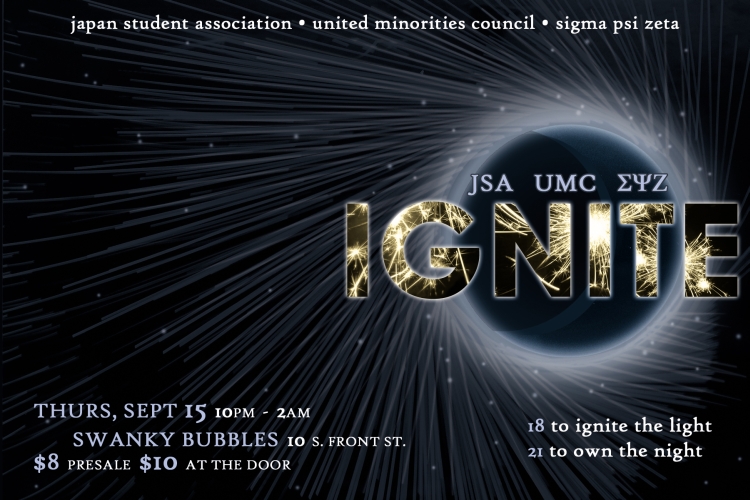 japan student association • united minorities council • sigma psi zeta
JSA UMC ΣΨZ
IGNITE
THURS, SEPT 15 10PM - 2AM
SWANKY BUBBLES 10 S. FRONT ST.
$8 PRESALE $10 AT THE DOOR
18 to ignite the light
21 to own the night